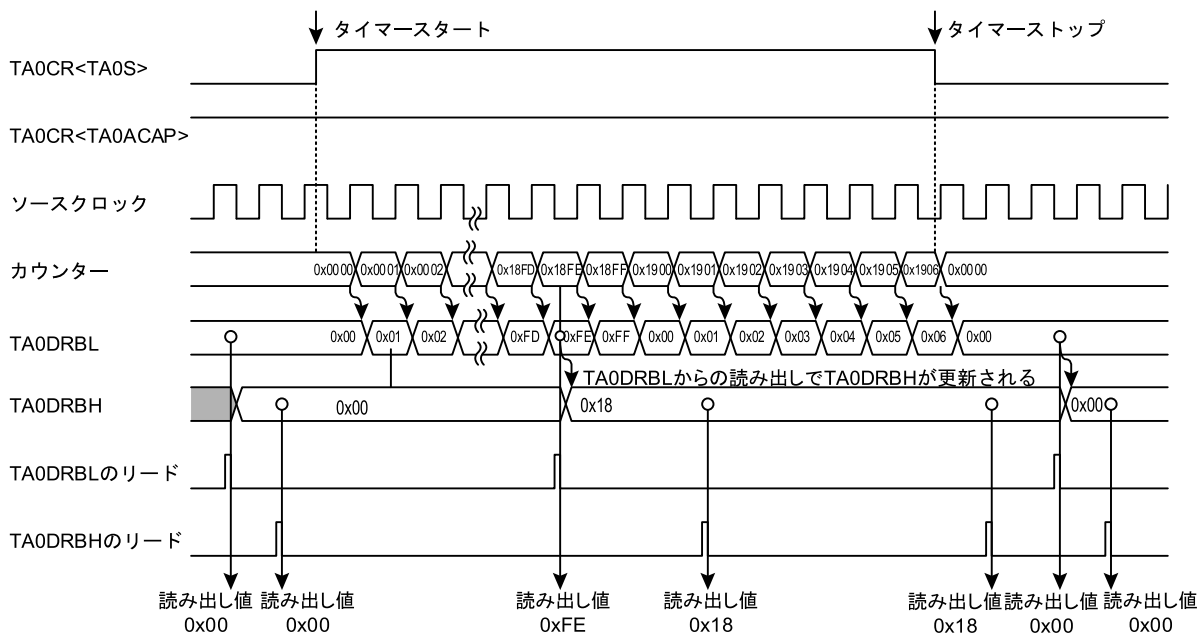 タイマースタート タイマーストップ
TA0CR<TA0S>
TA0CR<TA0ACAP>
ソースクロック
カウンター 0x0000 0x0001 0x0002 0x18FD 0x18FE 0x18FF 0x1900 0x1901 0x1902 0x1903 0x1904 0x1905 0x1906 0x0000
TA0DRBL 0x00 0x01 0x02 0xFD 0xFE 0xFF 0x00 0x01 0x02 0x03 0x04 0x05 0x06 0x00
TA0DRBLからの読み出しでTA0DRBHが更新される
TA0DRBH 0x00 0x18 0x00
TA0DRBLのリード
TA0DRBHのリード
読み出し値 読み出し値 読み出し値 読み出し値 読み出し値 読み出し値 読み出し値
0x00 0x00 0xFE 0x18 0x18 0x00 0x00